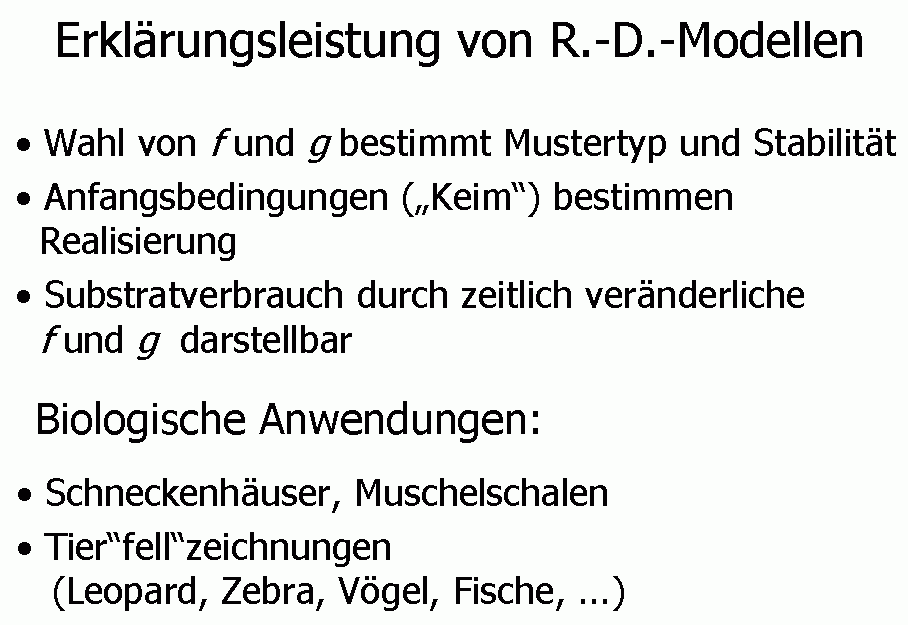 Erklärungsleistung von R.-D.-Modellen
• Wahl von f und g bestimmt Mustertyp und Stabilität
• Anfangsbedingungen („Keim“) bestimmen
Realisierung
• Substratverbrauch durch zeitlich veränderliche
f und g darstellbar
Biologische Anwendungen:
• Schneckenhäuser, Muschelschalen
• Tier“fell“zeichnungen
(Leopard, Zebra, Vögel, Fische, ...)